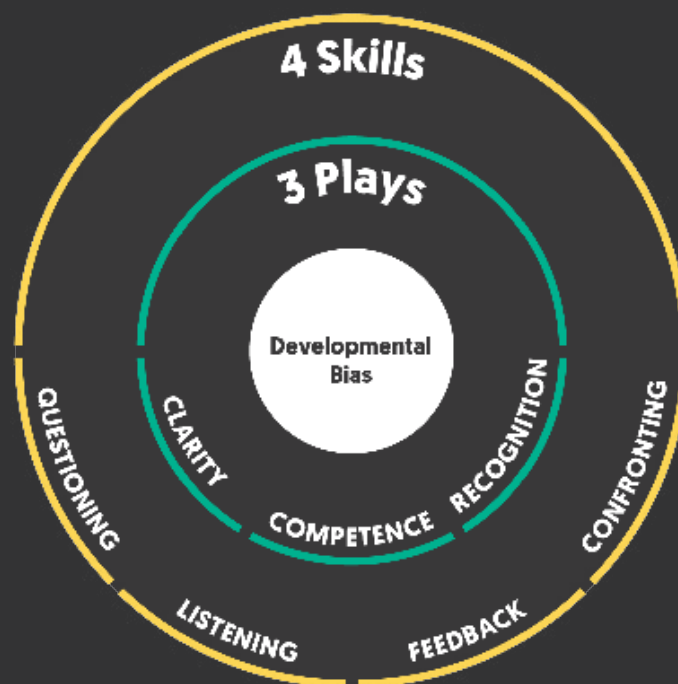 4 Skills
3 Plays
Developmental
Bias
CLARITY
COMPETENCE
RECOGNITION
QUESTIONING
LISTENING
FEEDBACK
CONFRONTING